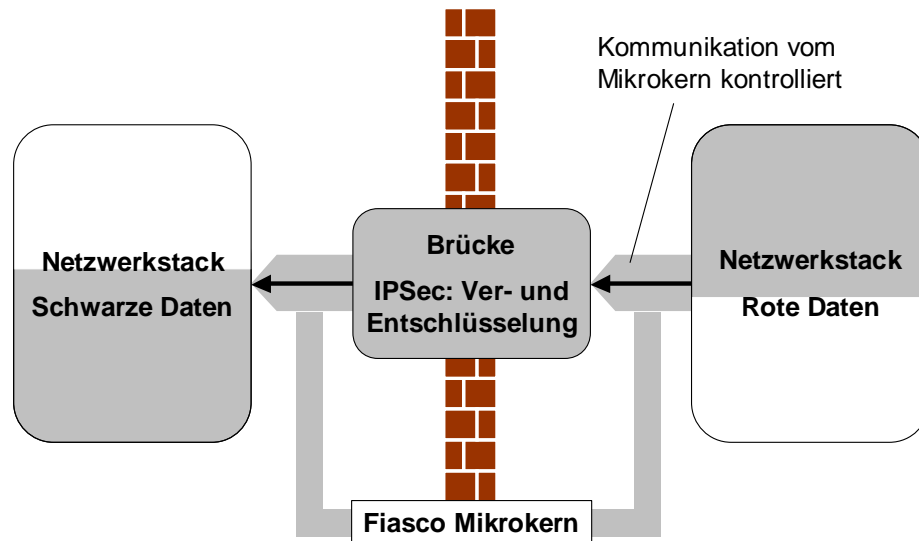 Kommunikation vom
Mikrokern kontrolliert
Netzwerkstack
Schwarze Daten
Brücke
IPSec: Ver- und
Entschlüsselung
Netzwerkstack
Rote Daten
Fiasco Mikrokern